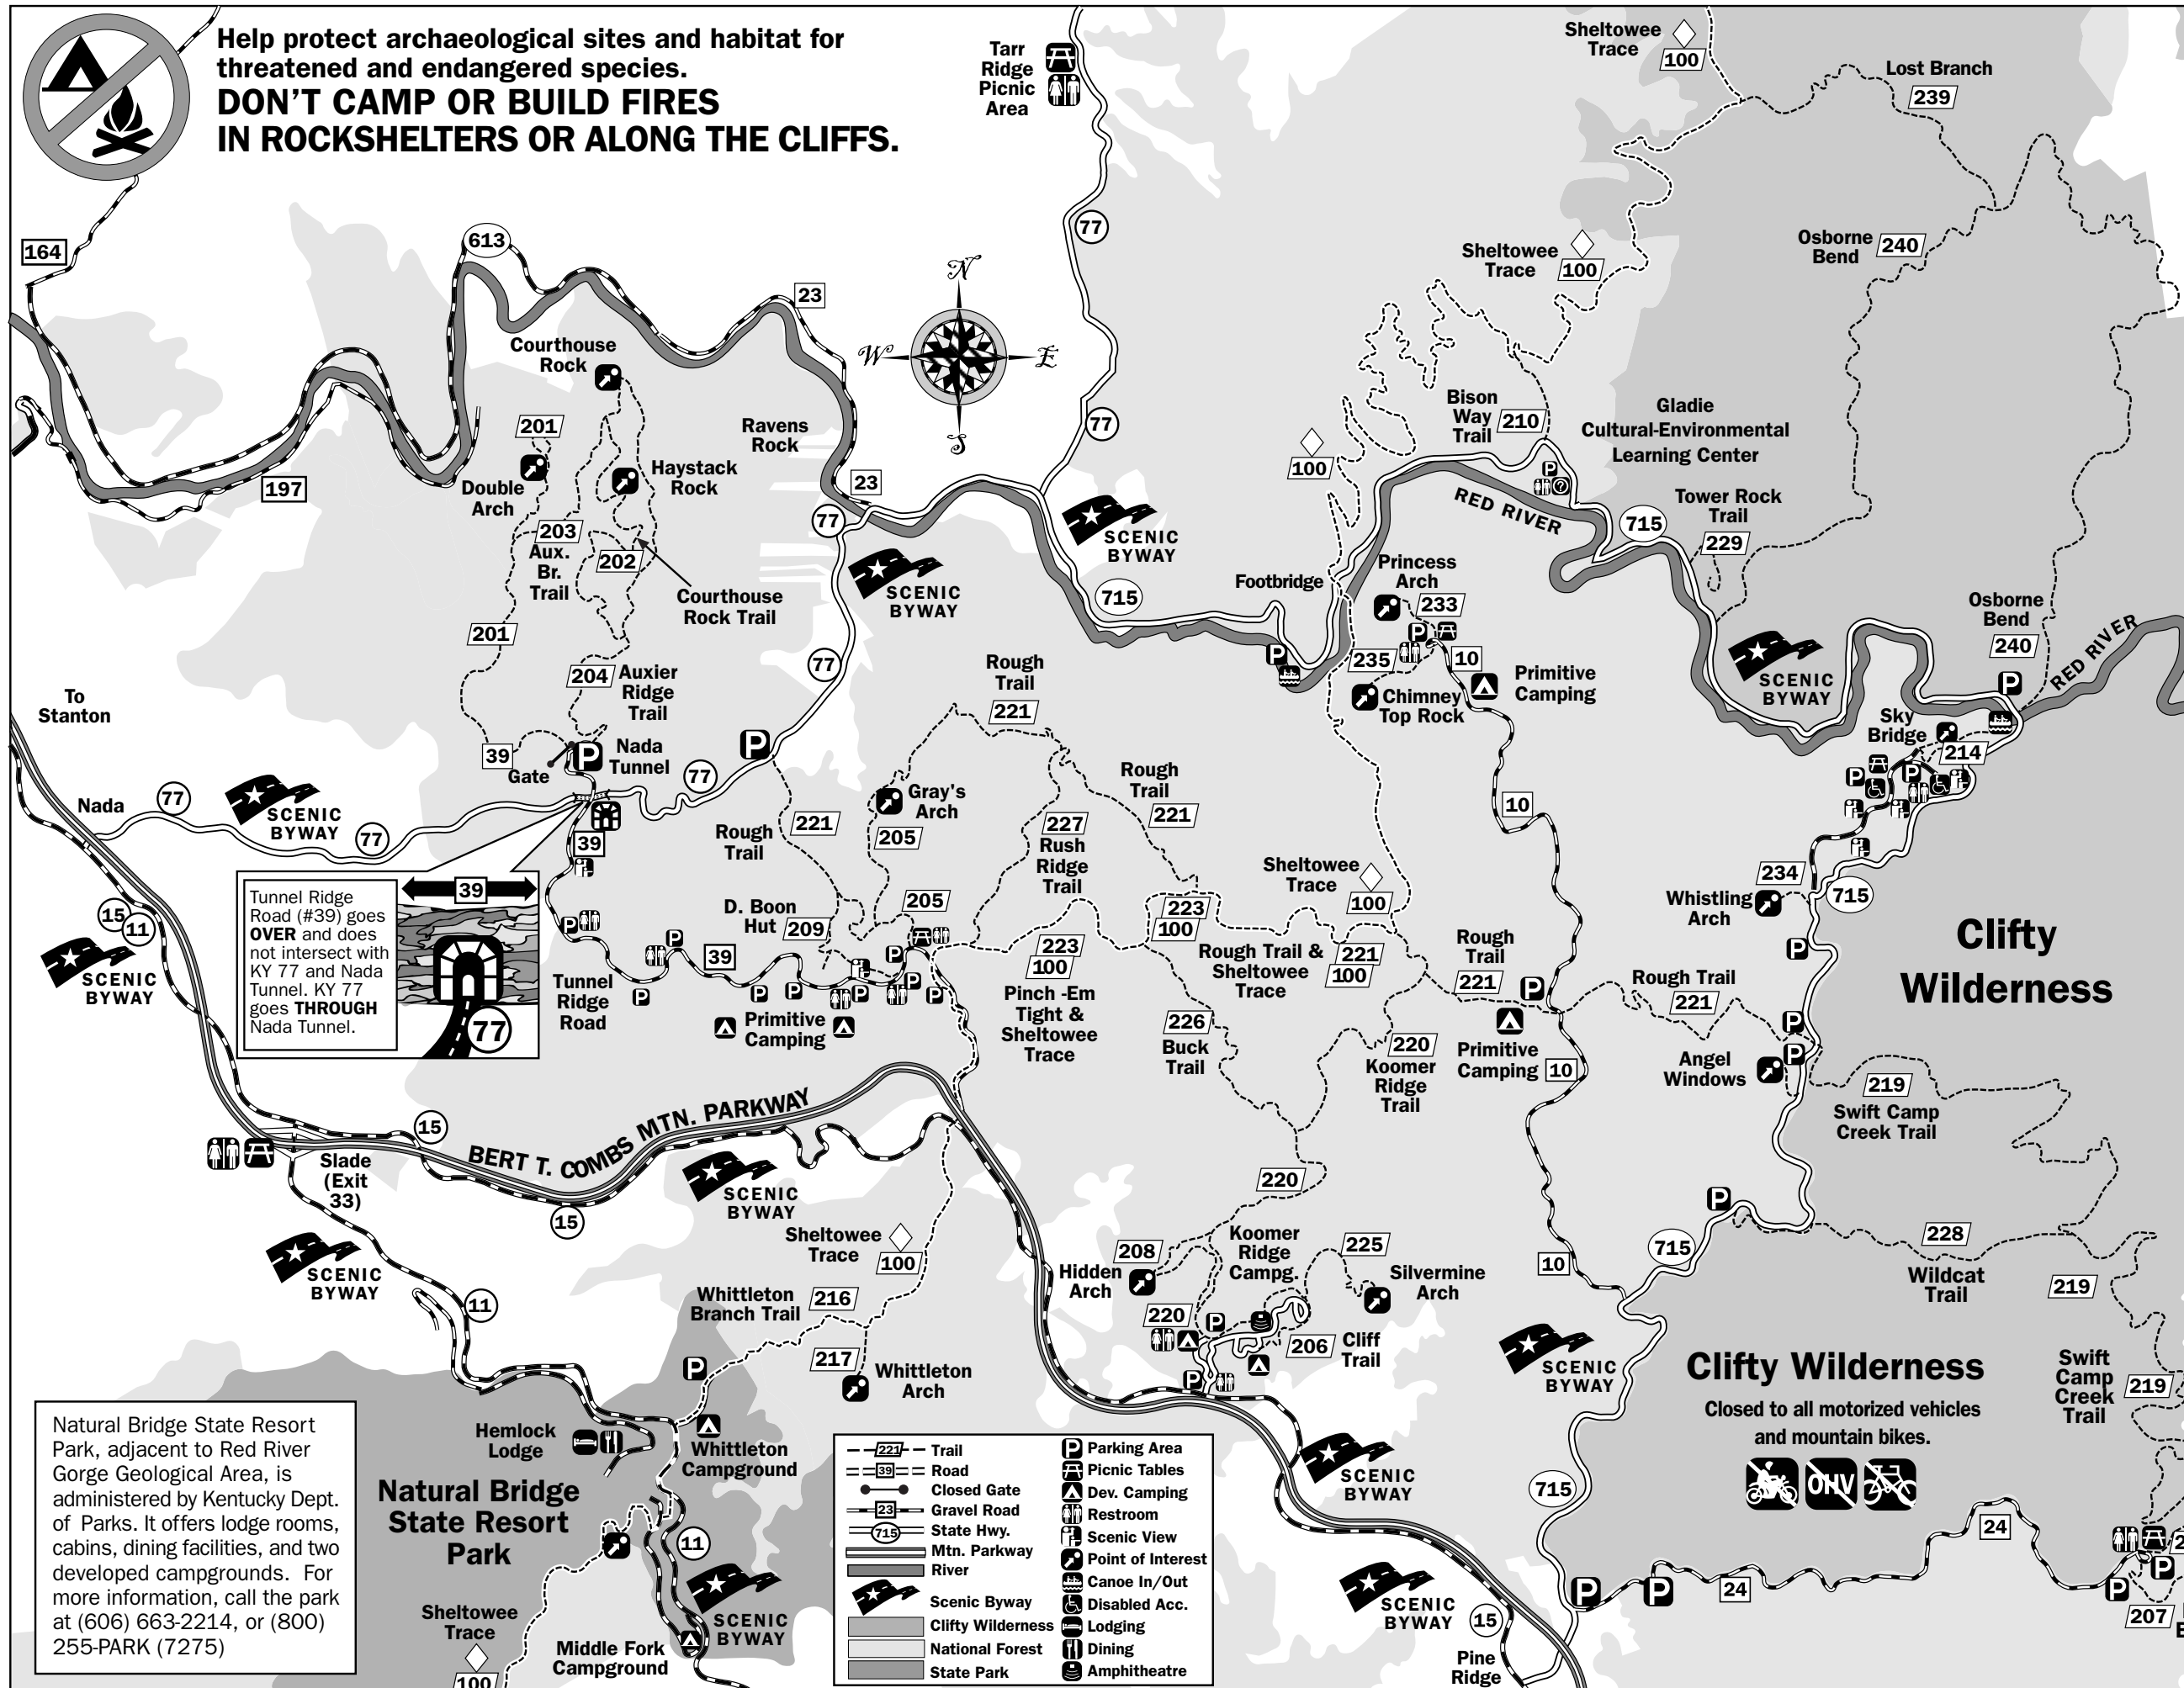 Help protect archaeological sites and habitat for
threatened and endangered species.
DON'T CAMP OR BUILD FIRES
IN ROCKSHELTERS OR ALONG THE CLIFFS.
Tarr
Ridge
Picnic
Area
Sheltowee
Trace
100
Lost Branch
239
164
613
77
23
N
W
E
S
Sheltowee
Trace
100
Osborne
Bend
240
Courthouse
Rock
201
Double
Arch
Haystack
Rock
Ravens
Rock
23
77
77
197
203
Aux.
Br.
Trail
202
Courthouse
Rock Trail
100
Bison
Way
Trail
210
Gladie
Cultural-Environmental
Learning Center
P
?
RED RIVER
Tower Rock
Trail
229
715
SCENIC
BYWAY
SCENIC
BYWAY
715
Footbridge
Princess
Arch
233
P
235
10
Chimney
Top Rock
Primitive
Camping
P
SCENIC
BYWAY
Osborne
Bend
240
P
RED RIVER
Sky
Bridge
214
P
P
201
204
Auxier
Ridge
Trail
77
Rough
Trail
221
To
Stanton
39
Gate
P
Nada
Tunnel
77
P
Nada
77
SCENIC
BYWAY
77
39
Rough
Trail
221
Gray's
Arch
205
227
Rush
Ridge
Trail
Rough
Trail
221
10
234
Whistling
Arch
715
Clifty
Wilderness
Tunnel Ridge
Road (#39) goes
OVER and does
not intersect with
KY 77 and Nada
Tunnel. KY 77
goes THROUGH
Nada Tunnel.
39
77
15
11
SCENIC
BYWAY
P
P
P
39
Tunnel
Ridge
Road
D. Boon
Hut
209
205
P
P
P
P
P
P
Primitive
Camping
223
100
Pinch -Em
Tight &
Sheltowee
Trace
223
100
Sheltowee
Trace
100
Rough Trail &
Sheltowee
Trace
221
100
Rough
Trail
221
P
Primitive
Camping
10
226
Buck
Trail
220
Koomer
Ridge
Trail
Rough Trail
221
P
P
P
Angel
Windows
219
Swift Camp
Creek Trail
BERT T. COMBS MTN. PARKWAY
15
Slade
(Exit
33)
15
SCENIC
BYWAY
SCENIC
BYWAY
11
Sheltowee
Trace
100
Whittleton
Branch Trail
216
217
Whittleton
Arch
P
Whittleton
Campground
Hemlock
Lodge
220
208
Hidden
Arch
Koomer
Ridge
Campg.
225
Silvermine
Arch
220
P
P
206
Cliff
Trail
10
715
P
228
Wildcat
Trail
219
SCENIC
BYWAY
Clifty Wilderness
Closed to all motorized vehicles
and mountain bikes.
OHV
Swift
Camp
Creek
Trail
219
Natural Bridge State Resort
Park, adjacent to Red River
Gorge Geological Area, is
administered by Kentucky Dept.
of Parks. It offers lodge rooms,
cabins, dining facilities, and two
developed campgrounds. For
more information, call the park
at (606) 663-2214, or (800)
255-PARK (7275)
Natural Bridge
State Resort
Park
11
SCENIC
BYWAY
Sheltowee
Trace
100
Middle Fork
Campground
221 Trail
39 Road
Closed Gate
23 Gravel Road
715 State Hwy.
Mtn. Parkway
River
Scenic Byway
Clifty Wilderness
National Forest
State Park
P Parking Area
Picnic Tables
Dev. Camping
Restroom
Scenic View
Point of Interest
Canoe In/Out
Disabled Acc.
Lodging
Dining
Amphitheatre
SCENIC
BYWAY
SCENIC
BYWAY
15
Pine
Ridge
715
P
P
24
24
P
P
207